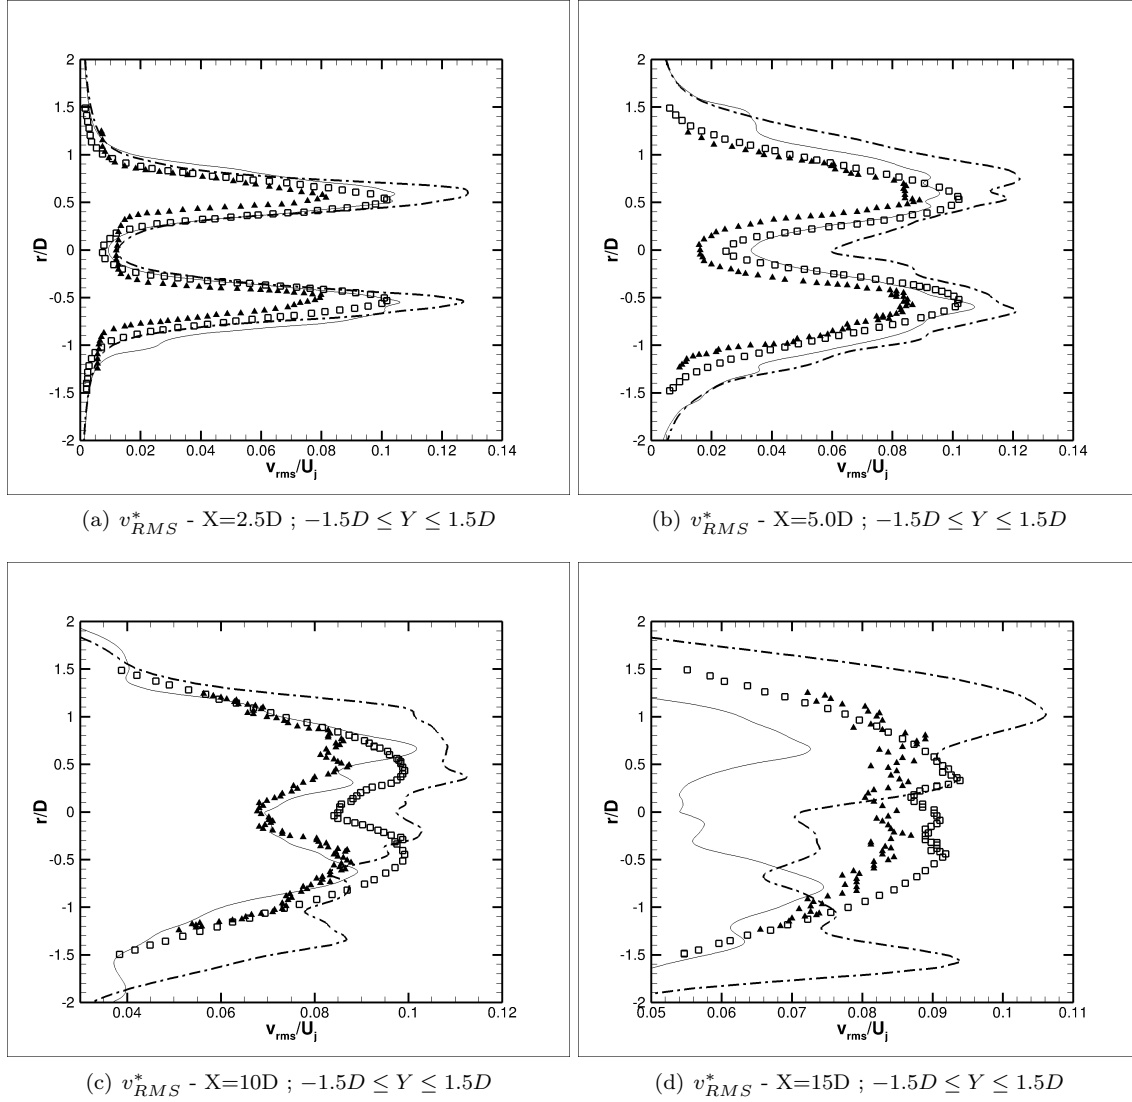 2
1.5
1
0.5
0
-0.5
-1
-1.5
-2
r/D
0 0.02 0.04 0.06 0.08 0.1 0.12 0.14
v_rms/U_j
(a) v*_RMS - X=2.5D ; −1.5D ≤ Y ≤ 1.5D
2
1.5
1
0.5
0
-0.5
-1
-1.5
-2
r/D
0 0.02 0.04 0.06 0.08 0.1 0.12 0.14
v_rms/U_j
(b) v*_RMS - X=5.0D ; −1.5D ≤ Y ≤ 1.5D
2
1.5
1
0.5
0
-0.5
-1
-1.5
-2
r/D
0.04 0.06 0.08 0.1 0.12
v_rms/U_j
(c) v*_RMS - X=10D ; −1.5D ≤ Y ≤ 1.5D
2
1.5
1
0.5
0
-0.5
-1
-1.5
-2
r/D
0.05 0.06 0.07 0.08 0.09 0.1 0.11
v_rms/U_j
(d) v*_RMS - X=15D ; −1.5D ≤ Y ≤ 1.5D